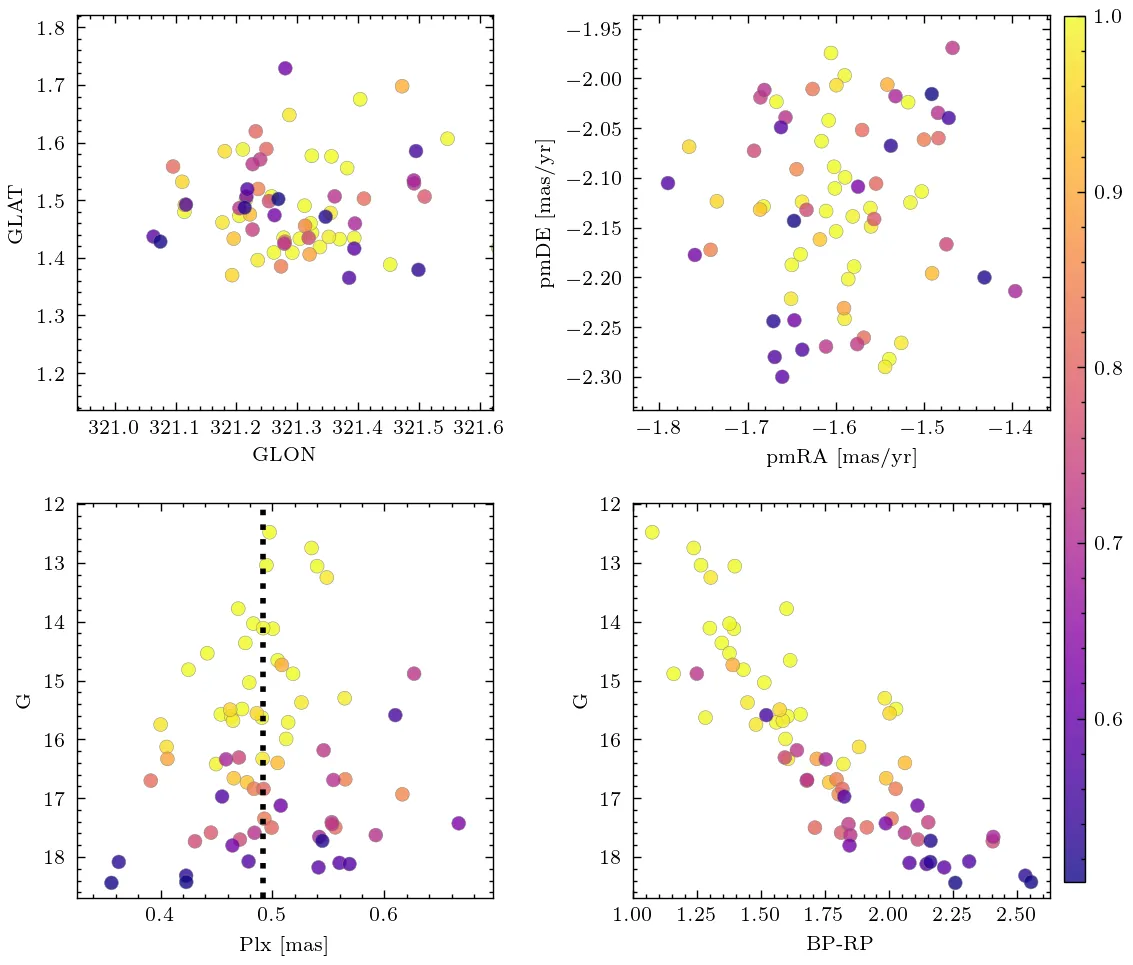 1.8
1.7
1.6
1.5
1.4
1.3
1.2
GLAT
321.0 321.1 321.2 321.3 321.4 321.5 321.6
GLON
−1.95
−2.00
−2.05
−2.10
−2.15
−2.20
−2.25
−2.30
pmDE [mas/yr]
−1.8 −1.7 −1.6 −1.5 −1.4
pmRA [mas/yr]
1.0
0.9
0.8
0.7
0.6
12
13
14
15
16
17
18
G
0.4 0.5 0.6
Plx [mas]
12
13
14
15
16
17
18
G
1.00 1.25 1.50 1.75 2.00 2.25 2.50
BP-RP